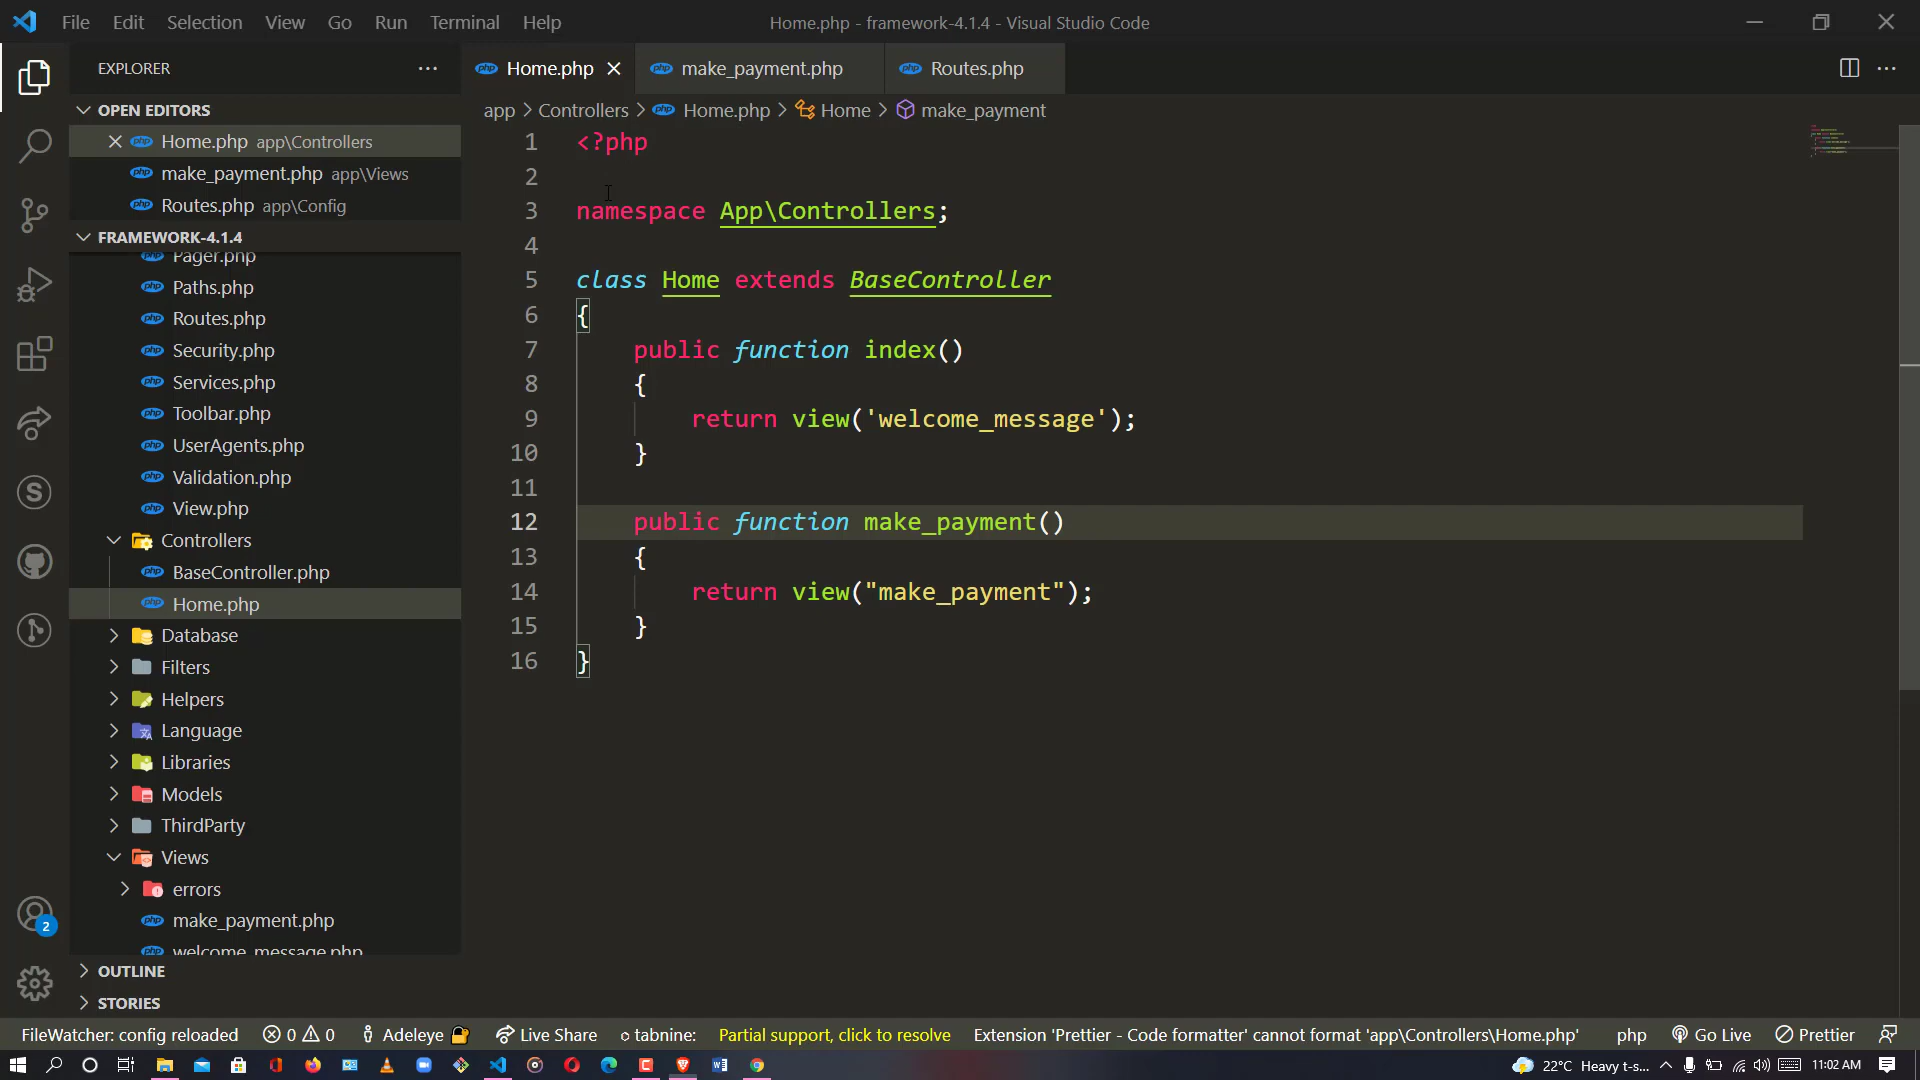 File Edit Selection View Go Run Terminal Help
Home.php - framework-4.1.4 - Visual Studio Code
EXPLORER
OPEN EDITORS
Home.php app\Controllers
make_payment.php app\Views
Routes.php app\Config
FRAMEWORK-4.1.4
Pager.php
Paths.php
Routes.php
Security.php
Services.php
Toolbar.php
UserAgents.php
Validation.php
View.php
Controllers
BaseController.php
Home.php
Database
Filters
Helpers
Language
Libraries
Models
ThirdParty
Views
errors
make_payment.php
welcome_message.php
OUTLINE
STORIES
2
Home.php
make_payment.php
Routes.php
app > Controllers > Home.php > Home > make_payment
1 <?php
2
3 namespace App\Controllers;
4
5 class Home extends BaseController
6 {
7 public function index()
8 {
9 return view('welcome_message');
10 }
11
12 public function make_payment()
13 {
14 return view("make_payment");
15 }
16 }
FileWatcher: config reloaded 0 0 Adeleye Live Share tabnine: Partial support, click to resolve Extension 'Prettier - Code formatter' cannot format 'app\Controllers\Home.php' php Go Live Prettier
22°C Heavy t-s... 11:02 AM